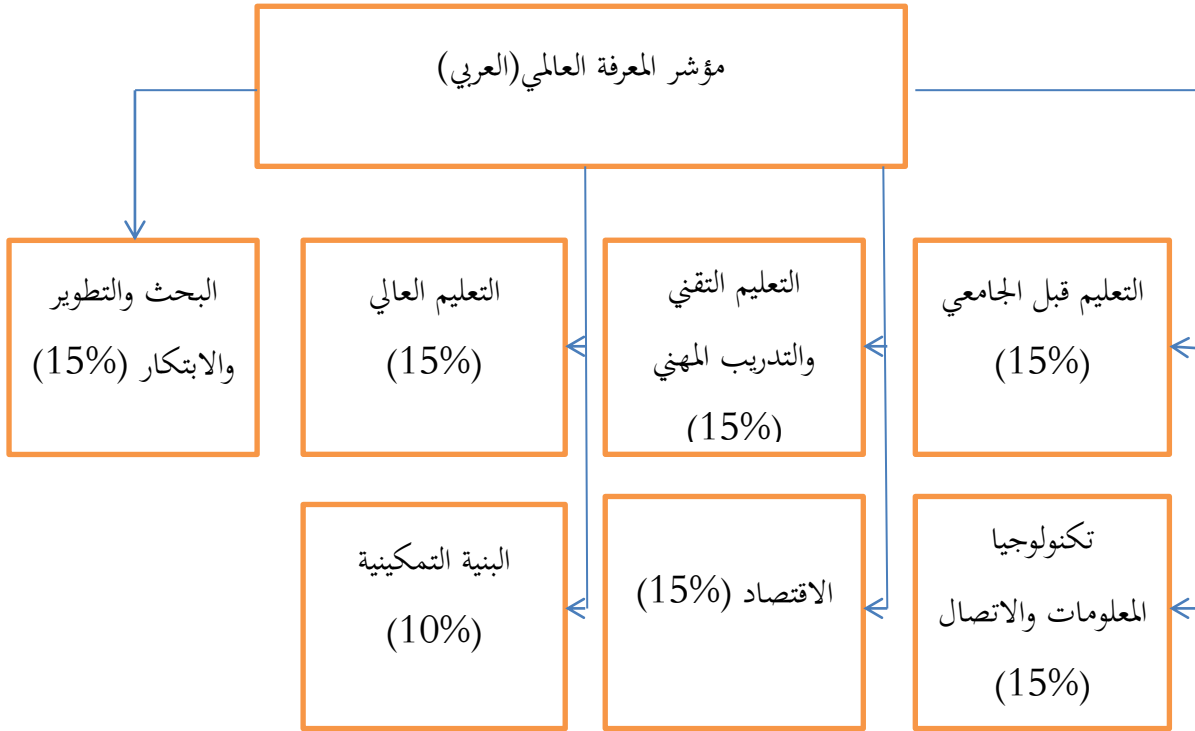 مؤشر المعرفة العالمي(العربي)
التعليم قبل الجامعي
(15%)
التعليم التقني
والتدريب المهني
(15%)
التعليم العالي
(15%)
البحث والتطوير
والابتكار (15%)
تكنولوجيا
المعلومات والاتصال
(15%)
الاقتصاد (15%)
البنية التمكينية
(10%)